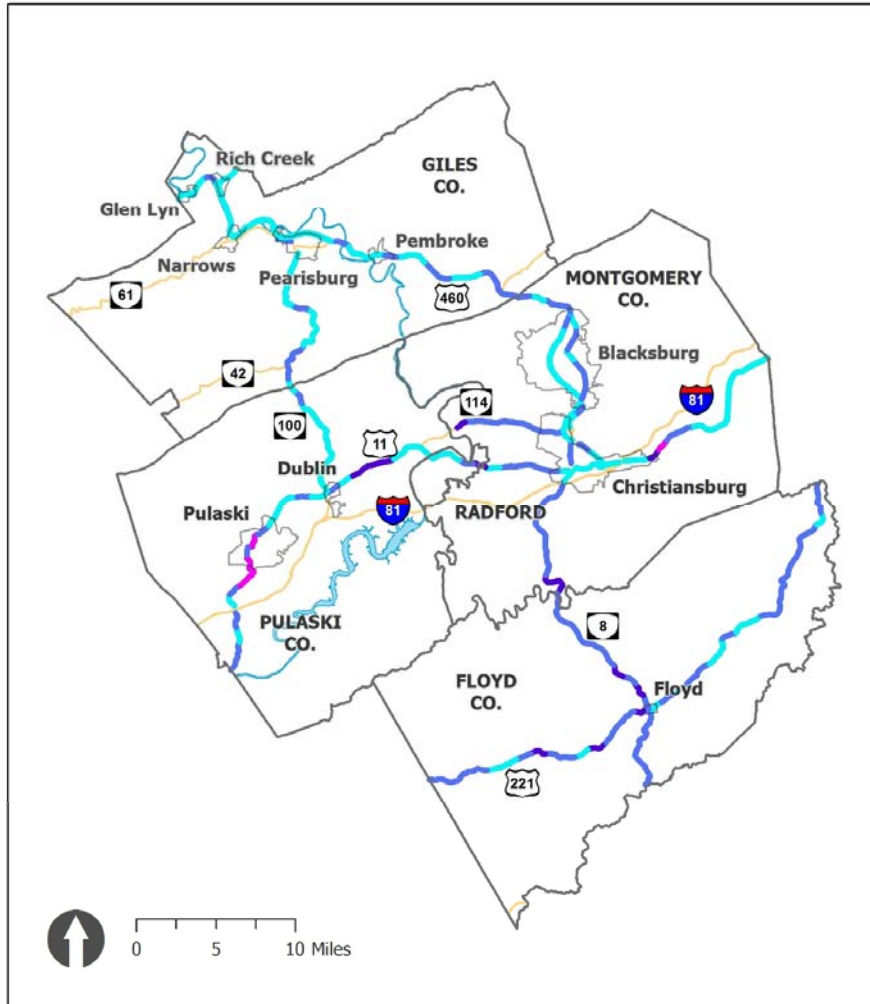 Rich Creek
GILES
CO.
Glen Lyn
Narrows
Pembroke
Pearisburg
MONTGOMERY
CO.
61
460
Blacksburg
42
114
81
100
11
Dublin
Christiansburg
Pulaski
81
RADFORD
PULASKI
CO.
8
FLOYD
CO.
Floyd
221
0 5 10 Miles